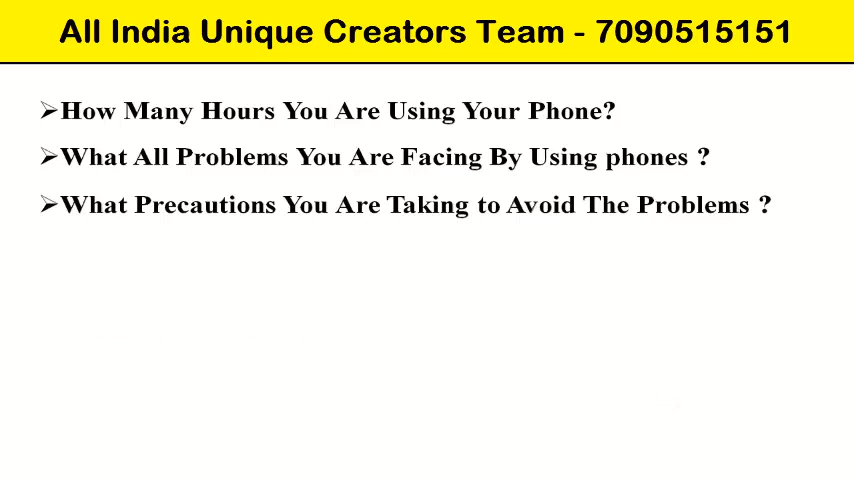 All India Unique Creators Team - 7090515151
➢How Many Hours You Are Using Your Phone?
➢What All Problems You Are Facing By Using phones ?
➢What Precautions You Are Taking to Avoid The Problems ?